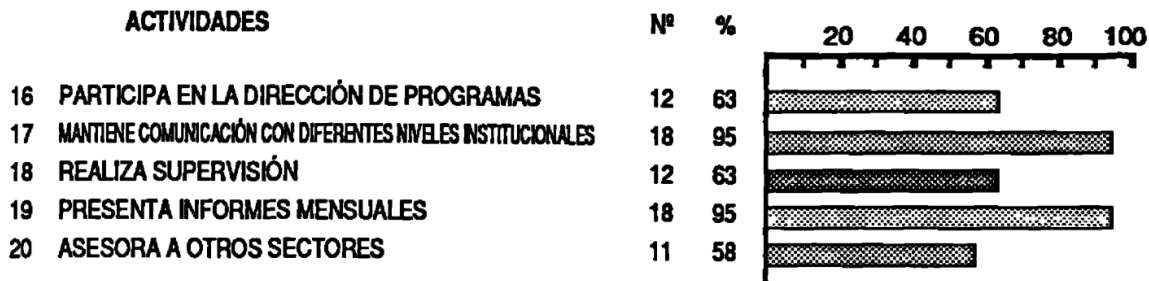 ACTIVIDADES Nº % 20 40 60 80 100
16 PARTICIPA EN LA DIRECCIÓN DE PROGRAMAS 12 63
17 MANTIENE COMUNICACIÓN CON DIFERENTES NIVELES INSTITUCIONALES 18 95
18 REALIZA SUPERVISIÓN 12 63
19 PRESENTA INFORMES MENSUALES 18 95
20 ASESORA A OTROS SECTORES 11 58